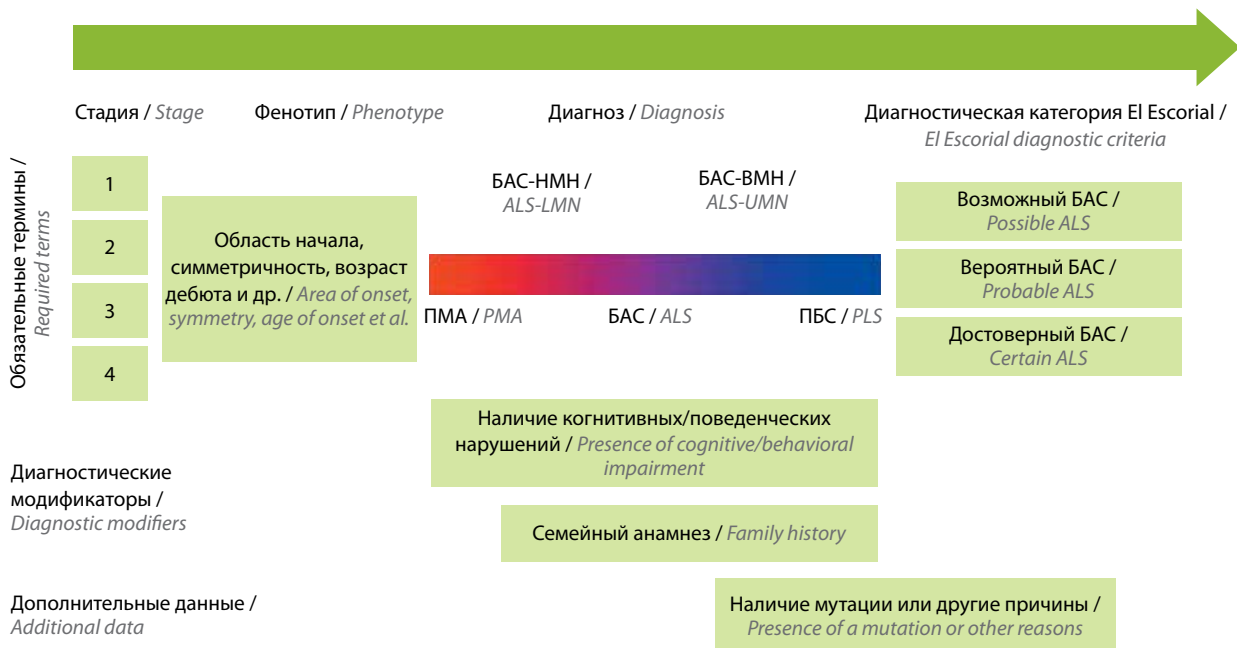 Стадия / Stage
Фенотип / Phenotype
Диагноз / Diagnosis
Диагностическая категория El Escorial /
El Escorial diagnostic criteria
Обязательные термины /
Required terms
1
2
3
4
Область начала,
симметричность, возраст
дебюта и др. / Area of onset,
symmetry, age of onset et al.
БАС-НМН /
ALS-LMN
БАС-ВМН /
ALS-UMN
ПМА / PMA
БАС / ALS
ПБС / PLS
Возможный БАС /
Possible ALS
Вероятный БАС /
Probable ALS
Достоверный БАС /
Certain ALS
Диагностические
модификаторы /
Diagnostic modifiers
Наличие когнитивных/поведенческих
нарушений / Presence of cognitive/behavioral
impairment
Семейный анамнез / Family history
Дополнительные данные /
Additional data
Наличие мутации или другие причины /
Presence of a mutation or other reasons